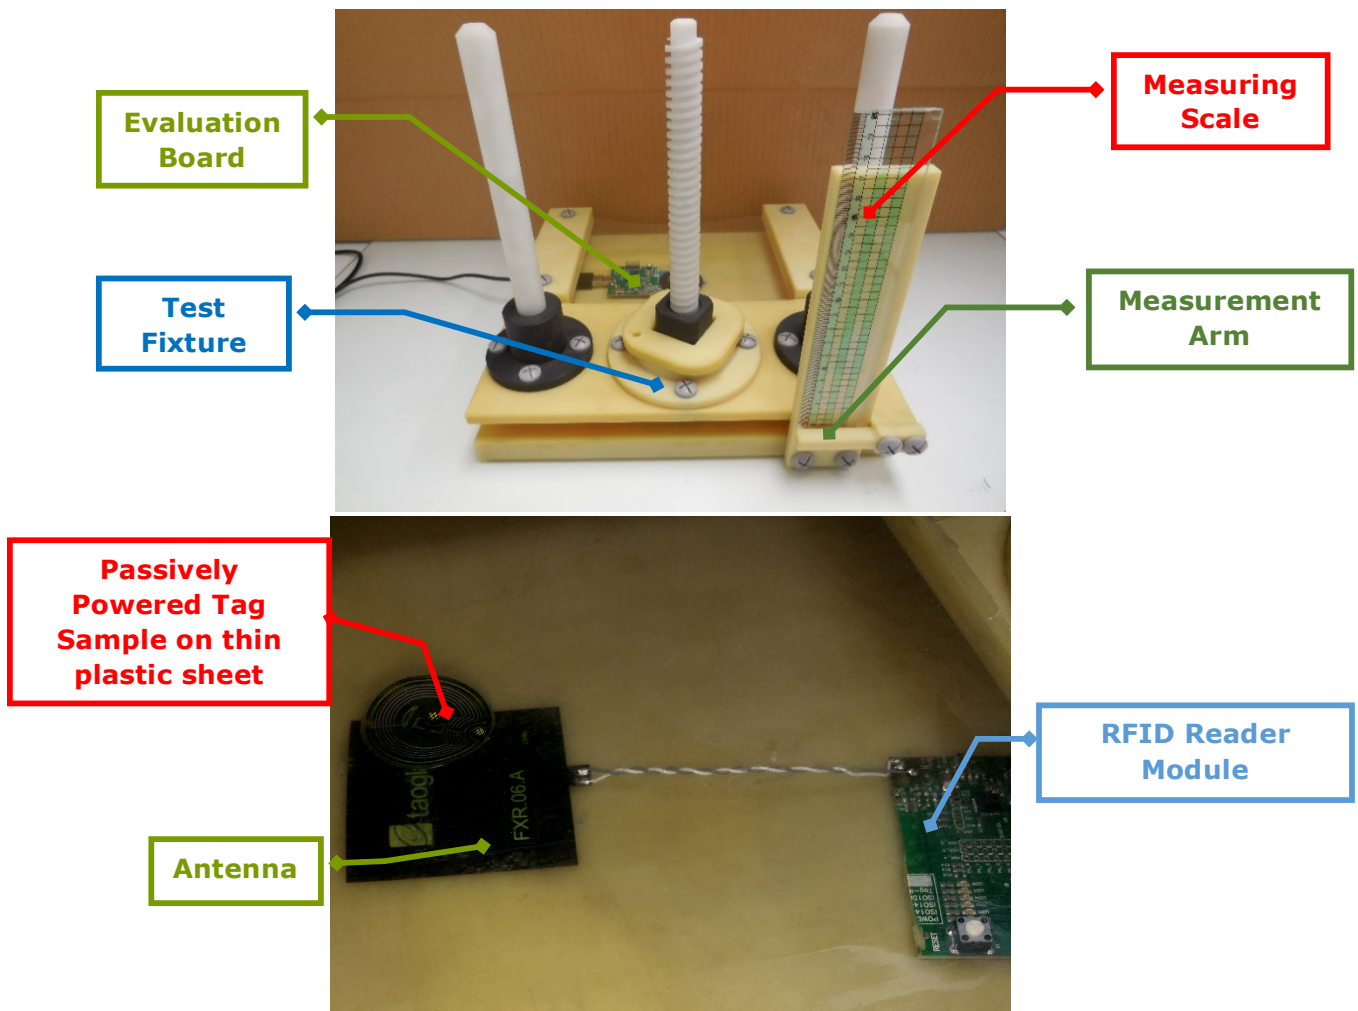 Evaluation
Board
Measuring
Scale
Test
Fixture
Measurement
Arm
Passively
Powered Tag
Sample on thin
plastic sheet
RFID Reader
Module
Antenna
FXR.06.A
RESET